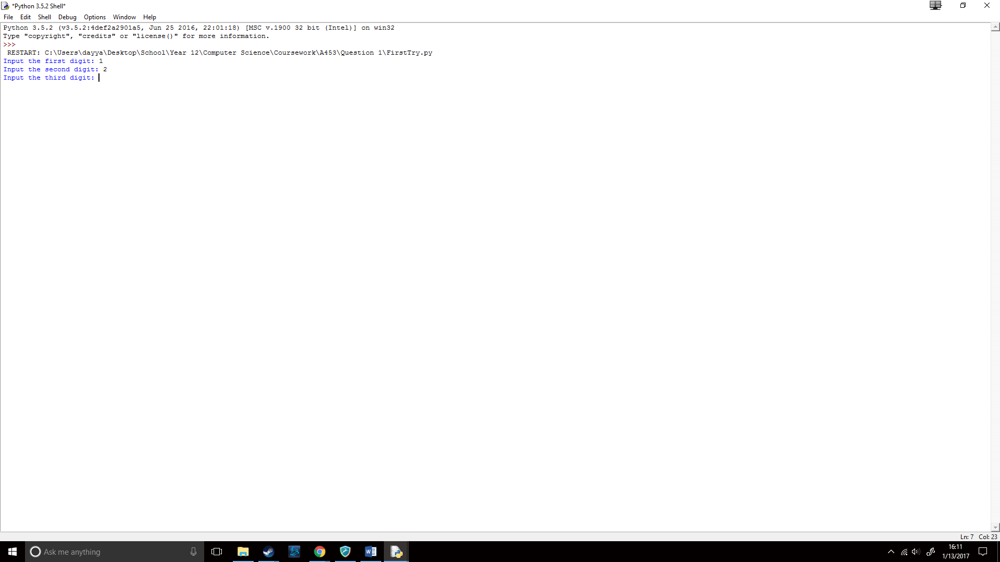 *Python 3.5.2 Shell*
File Edit Shell Debug Options Window Help
Python 3.5.2 (v3.5.2:4def2a2901a5, Jun 25 2016, 22:01:18) [MSC v.1900 32 bit (Intel)] on win32
Type "copyright", "credits" or "license()" for more information.
>>>
RESTART: C:\Users\dayya\Desktop\School\Year 12\Computer Science\Coursework\A453\Question 1\FirstTry.py
Input the first digit: 1
Input the second digit: 2
Input the third digit:
Ln: 7 Col: 23
Ask me anything
16:11
1/13/2017